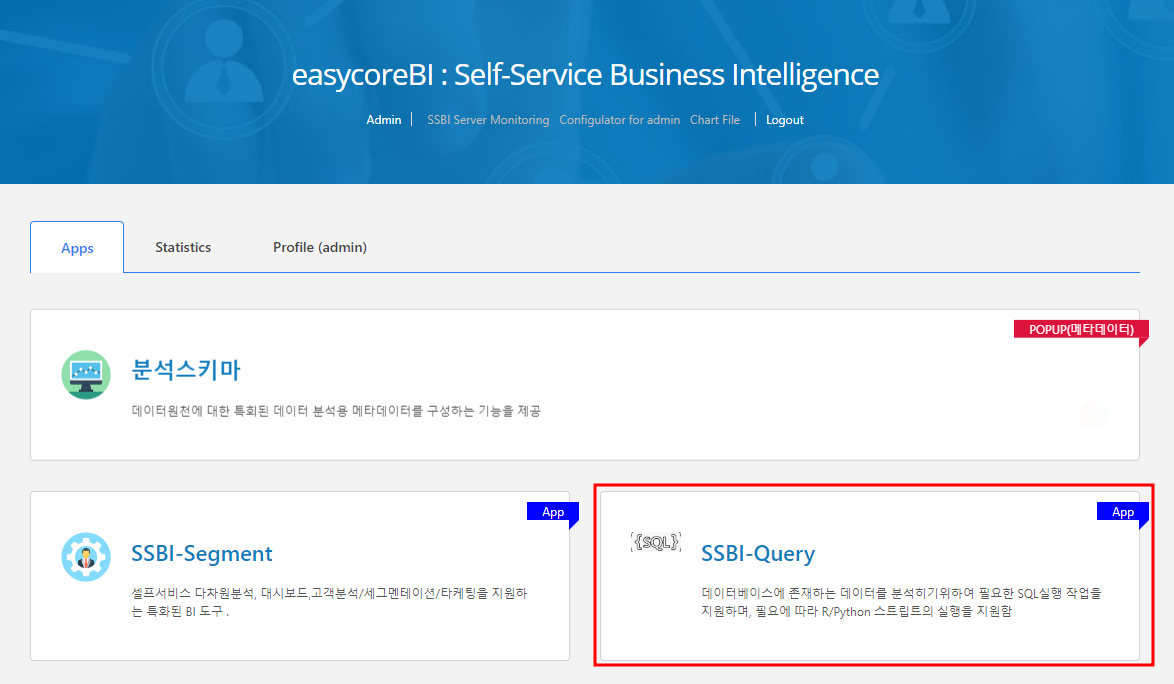 easycoreBI : Self-Service Business Intelligence
Admin | SSBI Server Monitoring Configulator for admin Chart File | Logout
Apps Statistics Profile (admin)
POPUP(메타데이터)
분석스키마
데이터원천에 대한 특회된 데이터 분석용 메타데이터를 구성하는 기능을 제공
App
SSBI-Segment
셀프서비스 다차원분석, 대시보드,고객분석/세그멘테이션/타케팅을 지원하
는 특화된 BI 도구 .
App
{SQL}
SSBI-Query
데이터베이스에 존재하는 데이터를 분석히기위하여 필요한 SQL실행 작업을
지원하며, 필요에 따라 R/Python 스트립트의 실행을 지원함